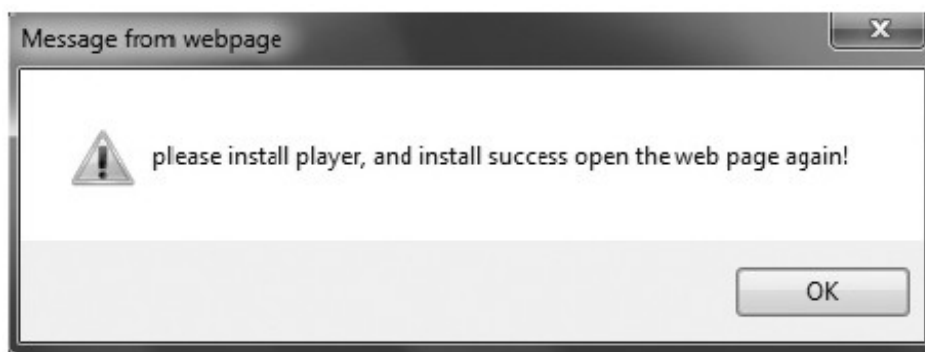 Message from webpage
please install player, and install success open the web page again!
OK